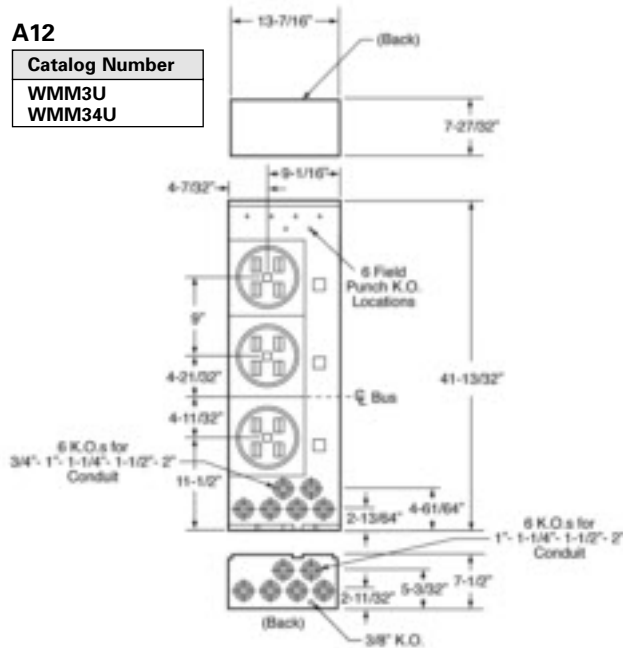 A12
Catalog Number
WMM3U
WMM34U
13-7/16"
(Back)
7-27/32"
9-1/16"
4-7/32"
6 Field
Punch K.O.
Locations
9"
4-21/32"
41-13/32"
℄ Bus
4-11/32"
6 K.O.s for
3/4"- 1"- 1-1/4"- 1-1/2"- 2"
Conduit
11-1/2"
4-61/64"
2-13/64"
6 K.O.s for
1"- 1-1/4"- 1-1/2"- 2"
Conduit
7-1/2"
5-3/32"
2-11/32"
(Back)
3/8" K.O.